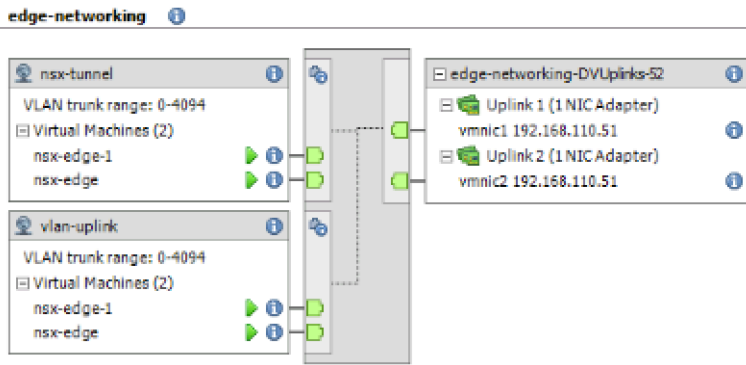 edge-networking
nsx-tunnel
VLAN trunk range: 0-4094
Virtual Machines (2)
nsx-edge-1
nsx-edge
vlan-uplink
VLAN trunk range: 0-4094
Virtual Machines (2)
nsx-edge-1
nsx-edge
edge-networking-DVUplinks-52
Uplink 1 (1 NIC Adapter)
vmnic1 192.168.110.51
Uplink 2 (1 NIC Adapter)
vmnic2 192.168.110.51